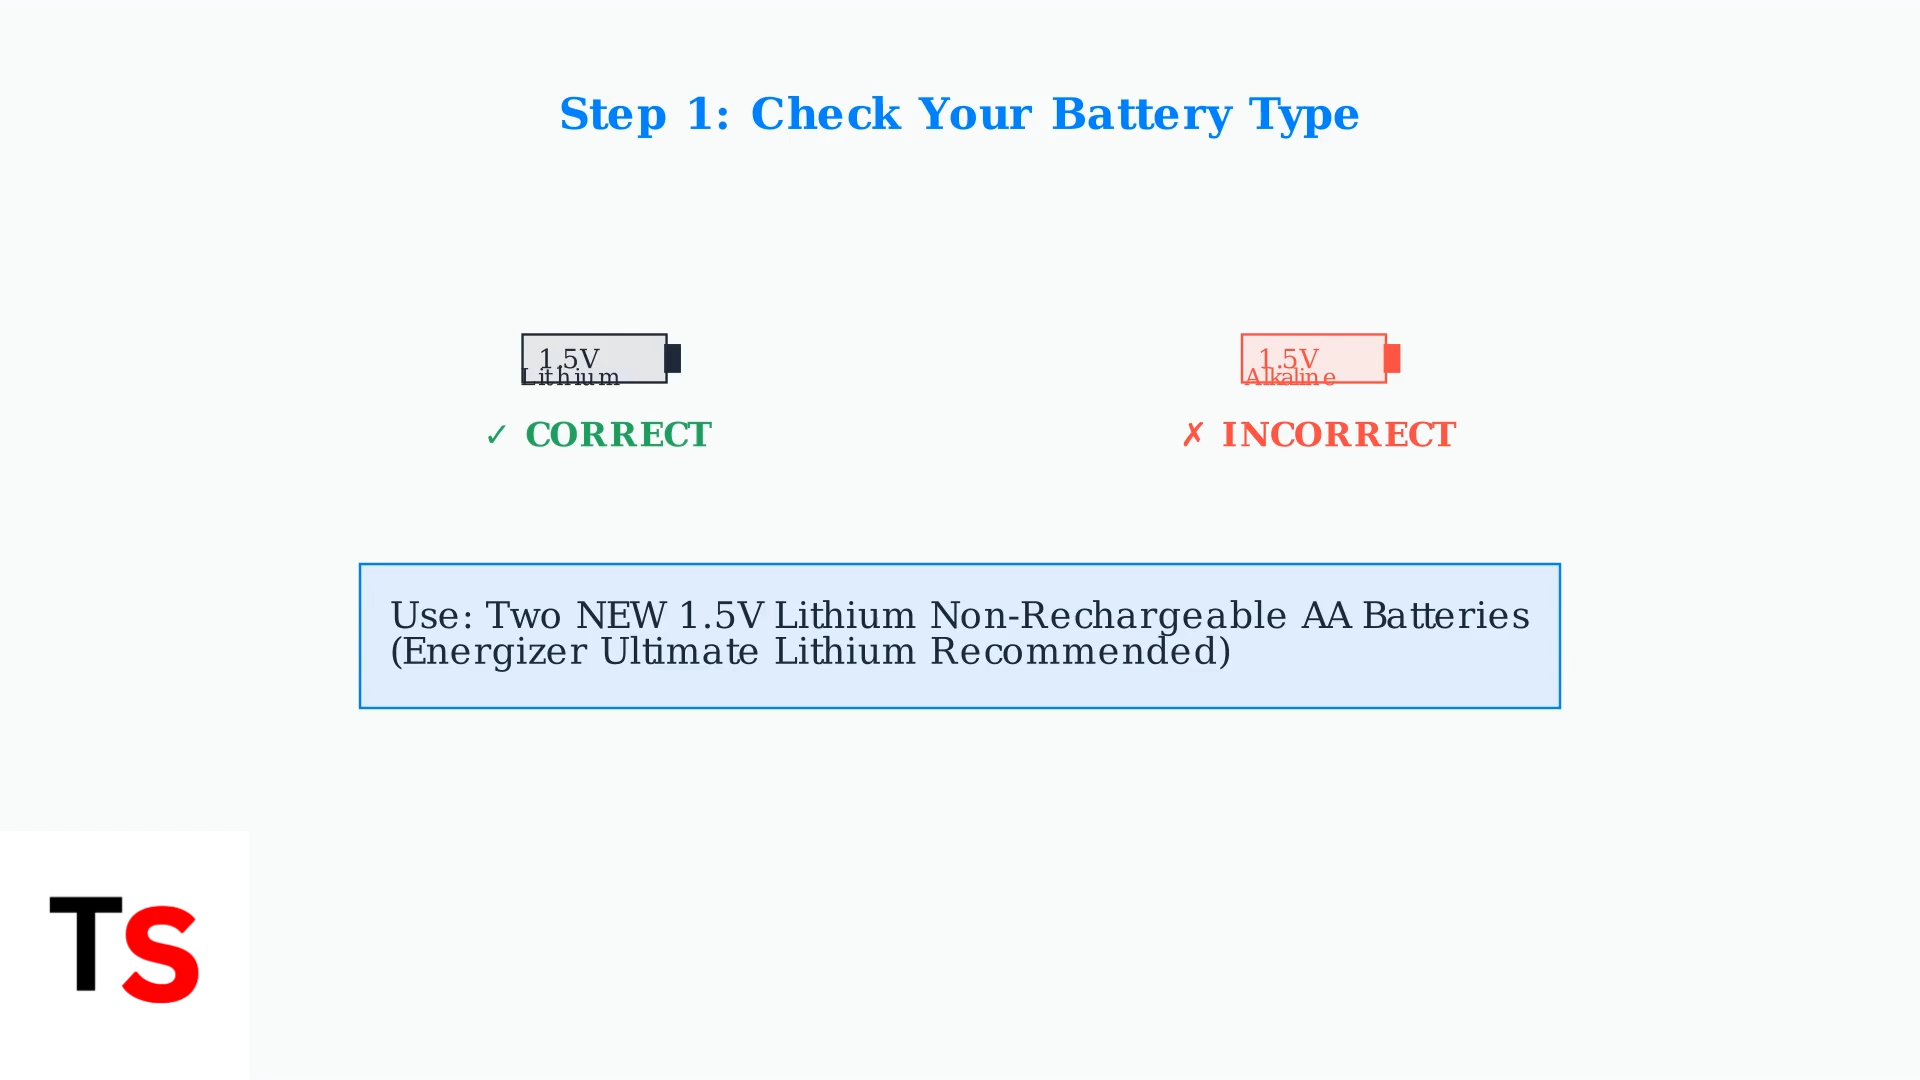 Step 1: Check Your Battery Type
1.5V
Lithium
1.5V
Alkaline
✓ CORRECT
✗ INCORRECT
Use: Two NEW 1.5V Lithium Non-Rechargeable AA Batteries
(Energizer Ultimate Lithium Recommended)
TS